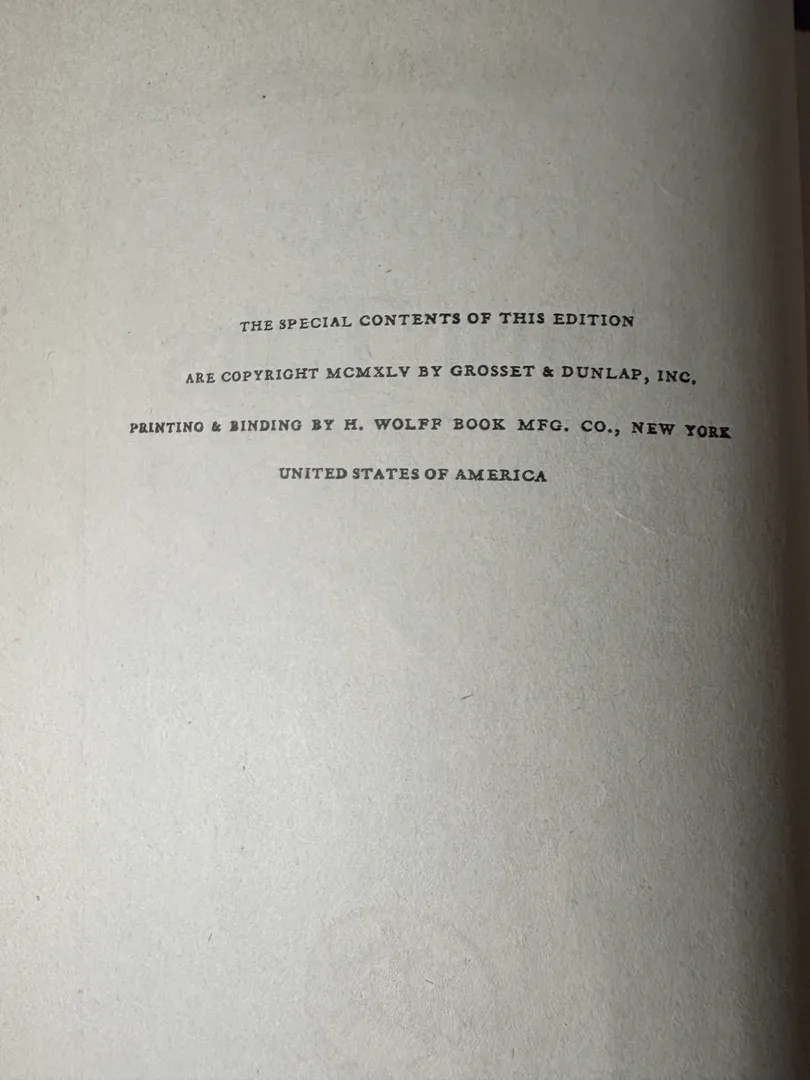 THE SPECIAL CONTENTS OF THIS EDITION
ARE COPYRIGHT MCMXLV BY GROSSET & DUNLAP, INC.
PRINTING & BINDING BY H. WOLFF BOOK MFG. CO., NEW YORK
UNITED STATES OF AMERICA